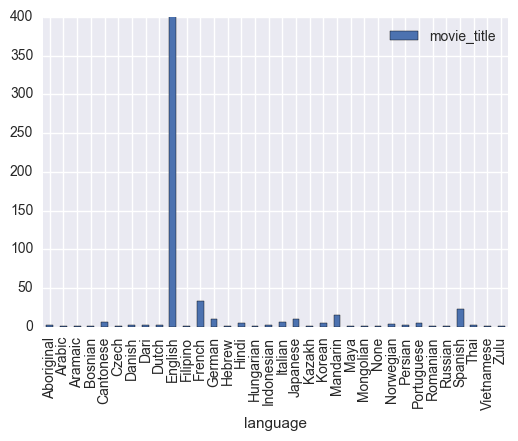 400
350
300
250
200
150
100
50
0
movie_title
Aboriginal
Arabic
Aramaic
Bosnian
Cantonese
Czech
Danish
Dari
Dutch
English
Filipino
French
German
Hebrew
Hindi
Hungarian
Indonesian
Italian
Japanese
Kazakh
Korean
Mandarin
Maya
Mongolian
None
Norwegian
Persian
Portuguese
Romanian
Russian
Spanish
Thai
Vietnamese
Zulu
language